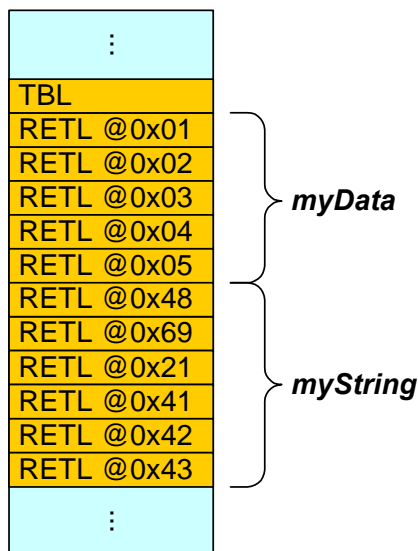 ⋮
TBL
RETL @0x01
RETL @0x02
RETL @0x03
RETL @0x04
RETL @0x05
myData
RETL @0x48
RETL @0x69
RETL @0x21
RETL @0x41
RETL @0x42
RETL @0x43
myString
⋮